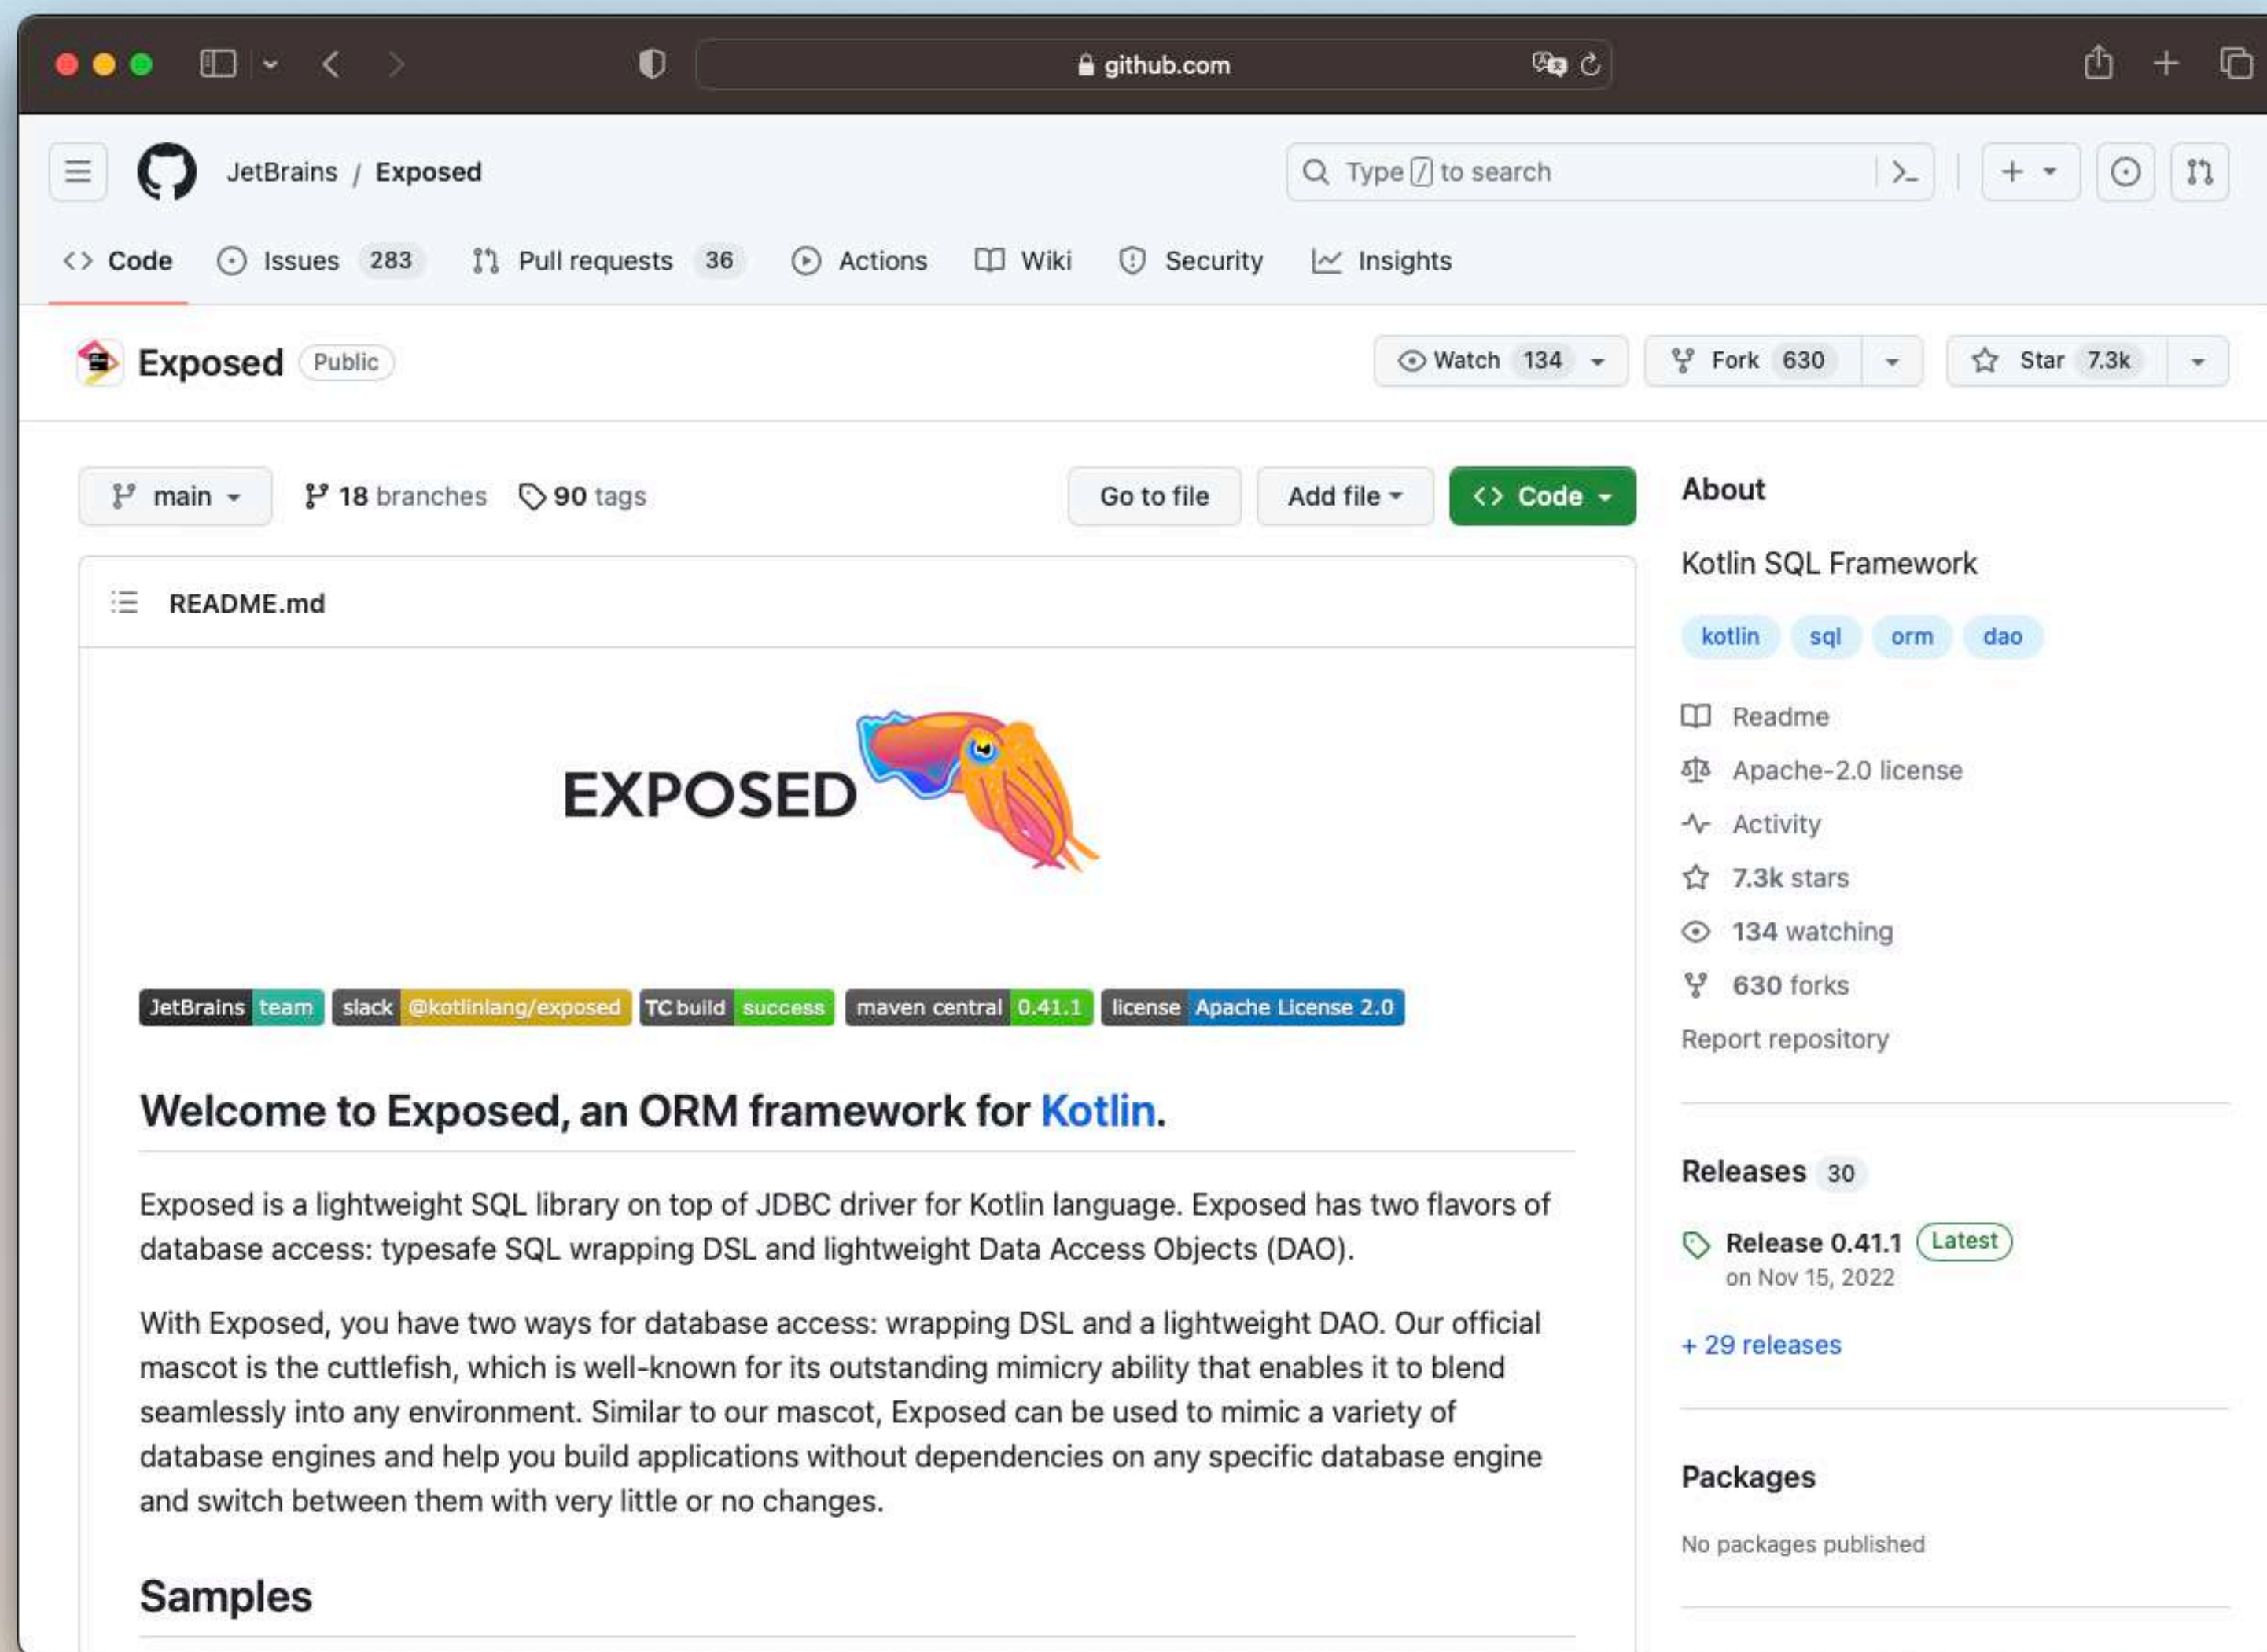 github.com
JetBrains / Exposed
Type / to search
Code
Issues 283
Pull requests 36
Actions
Wiki
Security
Insights
Exposed Public
Watch 134
Fork 630
Star 7.3k
main
18 branches
90 tags
Go to file
Add file
Code
README.md
EXPOSED
JetBrains team
slack @kotlinlang/exposed
TC build success
maven central 0.41.1
license Apache License 2.0
Welcome to Exposed, an ORM framework for Kotlin.
Exposed is a lightweight SQL library on top of JDBC driver for Kotlin language. Exposed has two flavors of
database access: typesafe SQL wrapping DSL and lightweight Data Access Objects (DAO).
With Exposed, you have two ways for database access: wrapping DSL and a lightweight DAO. Our official
mascot is the cuttlefish, which is well-known for its outstanding mimicry ability that enables it to blend
seamlessly into any environment. Similar to our mascot, Exposed can be used to mimic a variety of
database engines and help you build applications without dependencies on any specific database engine
and switch between them with very little or no changes.
Samples
About
Kotlin SQL Framework
kotlin sql orm dao
Readme
Apache-2.0 license
Activity
7.3k stars
134 watching
630 forks
Report repository
Releases 30
Release 0.41.1 Latest
on Nov 15, 2022
+ 29 releases
Packages
No packages published